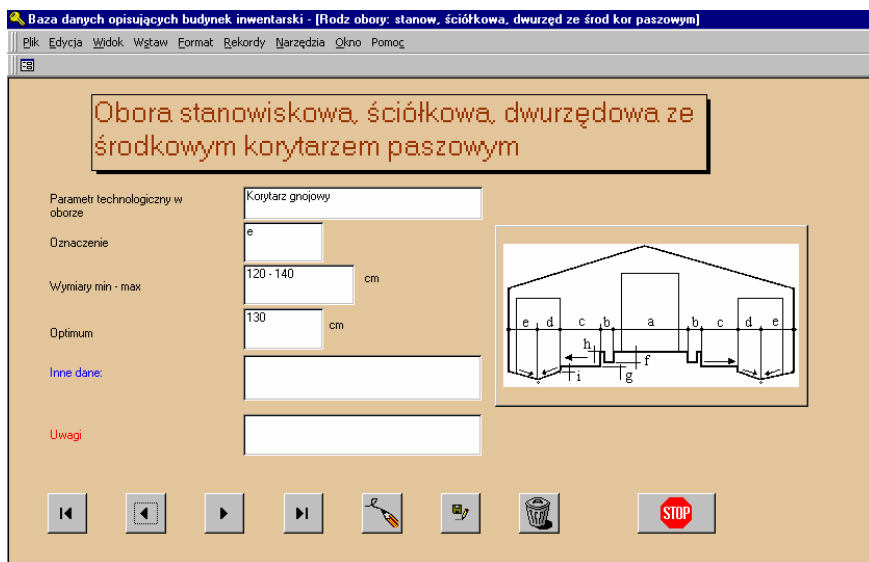 Baza danych opisujących budynek inwentarski - [Rodz obory: stanow, ściółkowa, dwurzęd ze środ kor paszowym]
Plik Edycja Widok Wstaw Format Rekordy Narzędzia Okno Pomoc
Obora stanowiskowa, ściółkowa, dwurzędowa ze
środkowym korytarzem paszowym
Parametr technologiczny w
oborze
Korytarz gnojowy
Oznaczenie
e
Wymiary min - max
120 - 140
cm
Optimum
130
cm
Inne dane:
Uwagi
e d c b a b c d e
h
f
i
g
STOP